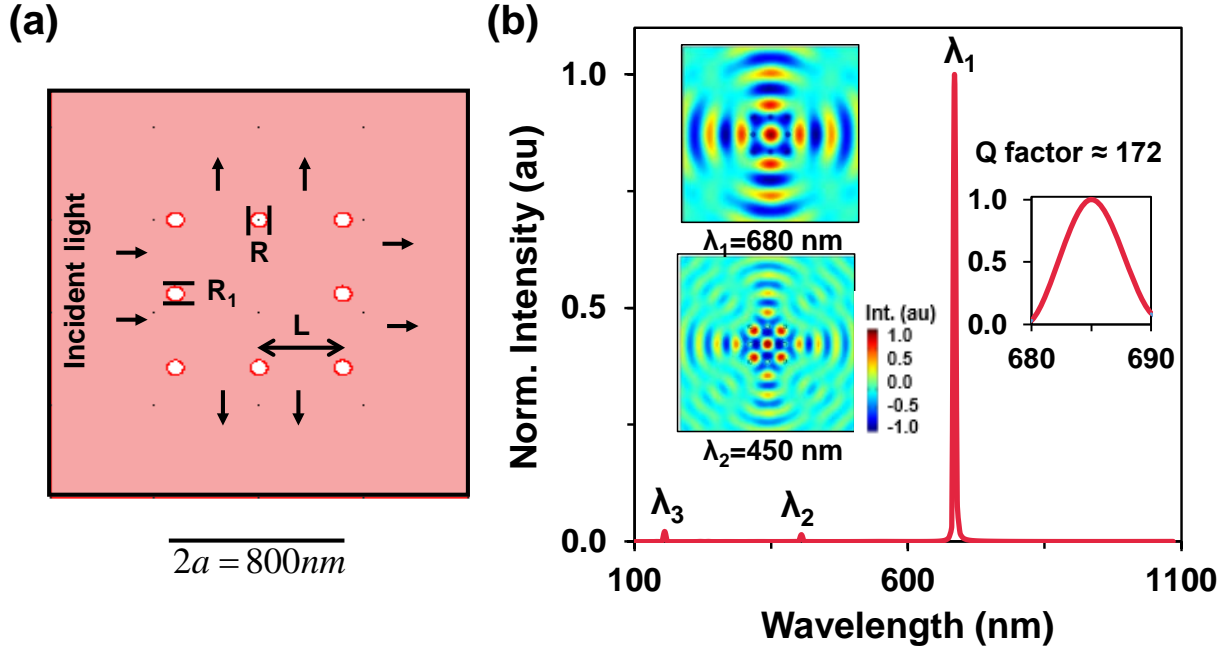 (a)
Incident light
R
R₁
L
2a = 800nm
(b)
Norm. Intensity (au)
1.0
0.5
0.0
λ₁
λ₁=680 nm
λ₂=450 nm
Int. (au)
1.0
0.5
0.0
-0.5
-1.0
Q factor ≈ 172
1.0
0.5
0.0
680
690
λ₃
λ₂
100
600
1100
Wavelength (nm)